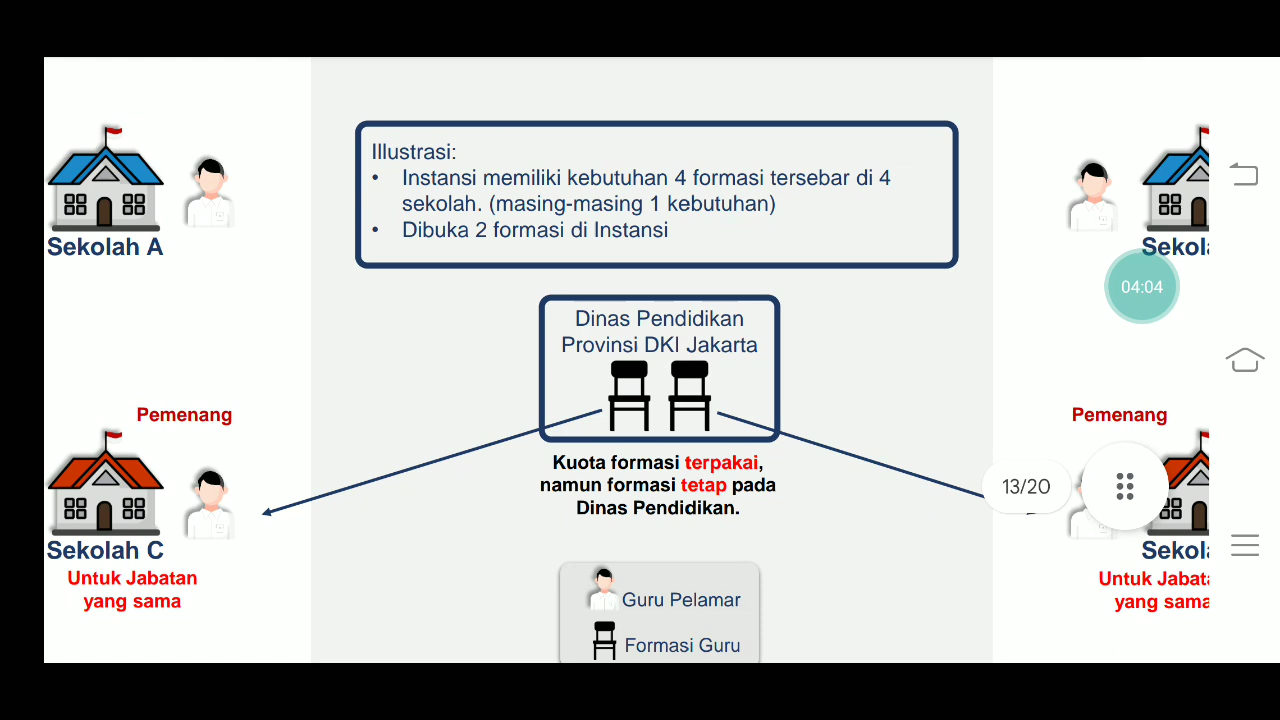 Illustrasi:
• Instansi memiliki kebutuhan 4 formasi tersebar di 4
sekolah. (masing-masing 1 kebutuhan)
• Dibuka 2 formasi di Instansi
Sekolah A
04:04
Dinas Pendidikan
Provinsi DKI Jakarta
Pemenang
Pemenang
Kuota formasi terpakai,
namun formasi tetap pada
Dinas Pendidikan.
13/20
Sekolah C
Untuk Jabatan
yang sama
yang sama
Guru Pelamar
Formasi Guru